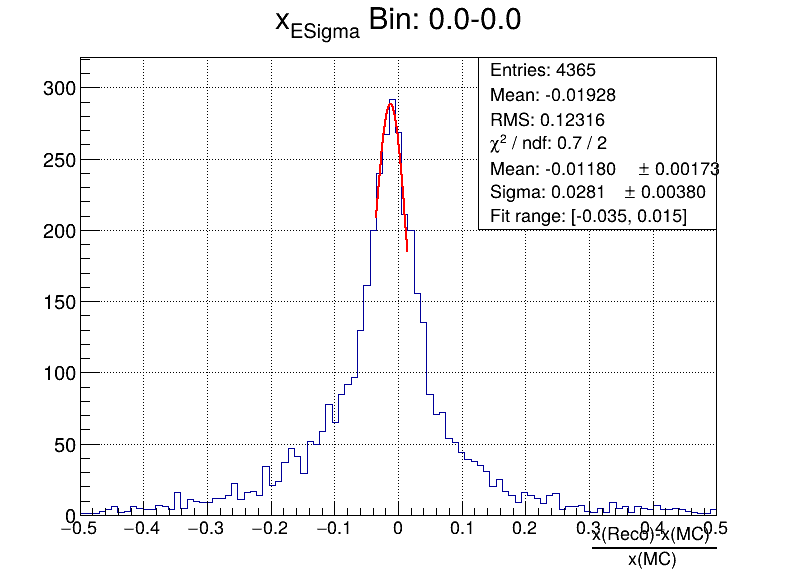 xESigma Bin: 0.0-0.0
Entries: 4365
Mean: -0.01928
RMS: 0.12316
χ² / ndf: 0.7 / 2
Mean: -0.01180 ± 0.00173
Sigma: 0.0281 ± 0.00380
Fit range: [-0.035, 0.015]
300
250
200
150
100
50
0
−0.5 −0.4 −0.3 −0.2 −0.1 0 0.1 0.2 0.3 0.4 0.5
x(Reco)-x(MC)
x(MC)